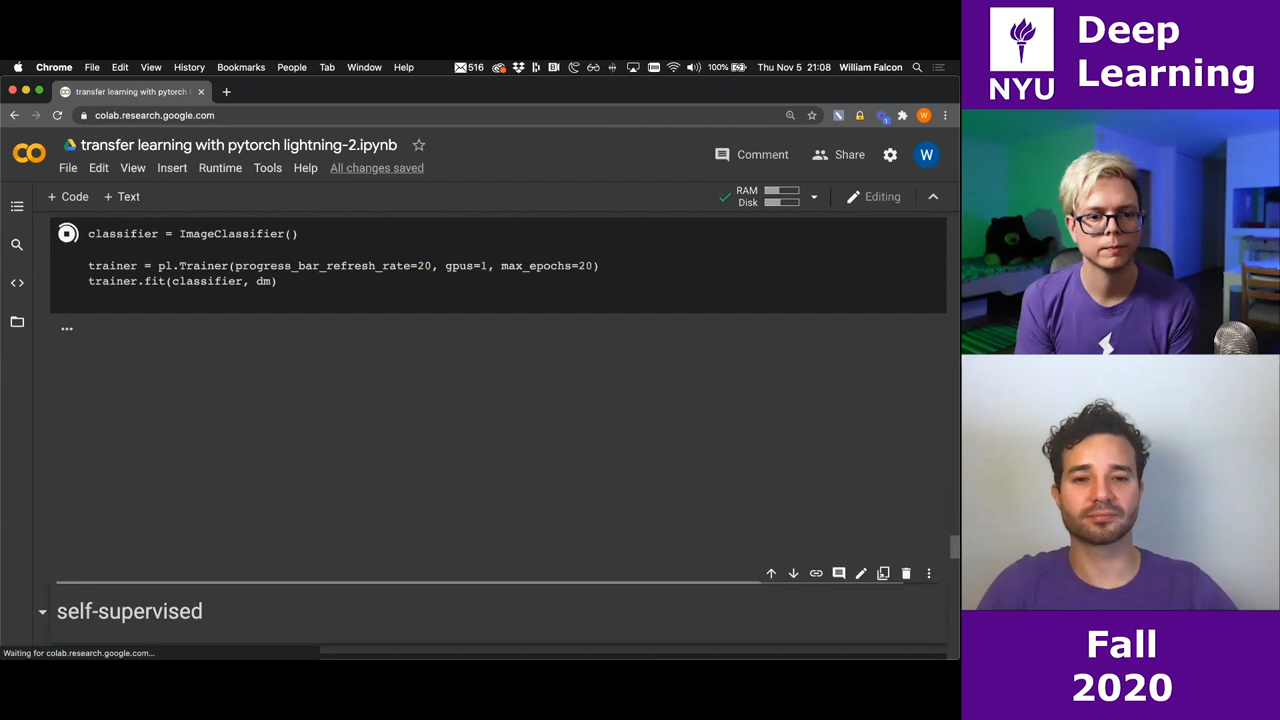 Chrome File Edit View History Bookmarks People Tab Window Help 516 100% Thu Nov 5 21:08 William Falcon
transfer learning with pytorch l
colab.research.google.com
W
transfer learning with pytorch lightning-2.ipynb
Comment Share W
File Edit View Insert Runtime Tools Help All changes saved
+ Code + Text RAM Disk Editing
classifier = ImageClassifier()
trainer = pl.Trainer(progress_bar_refresh_rate=20, gpus=1, max_epochs=20)
trainer.fit(classifier, dm)
...
self-supervised
Waiting for colab.research.google.com...
NYU
Deep
Learning
Fall
2020